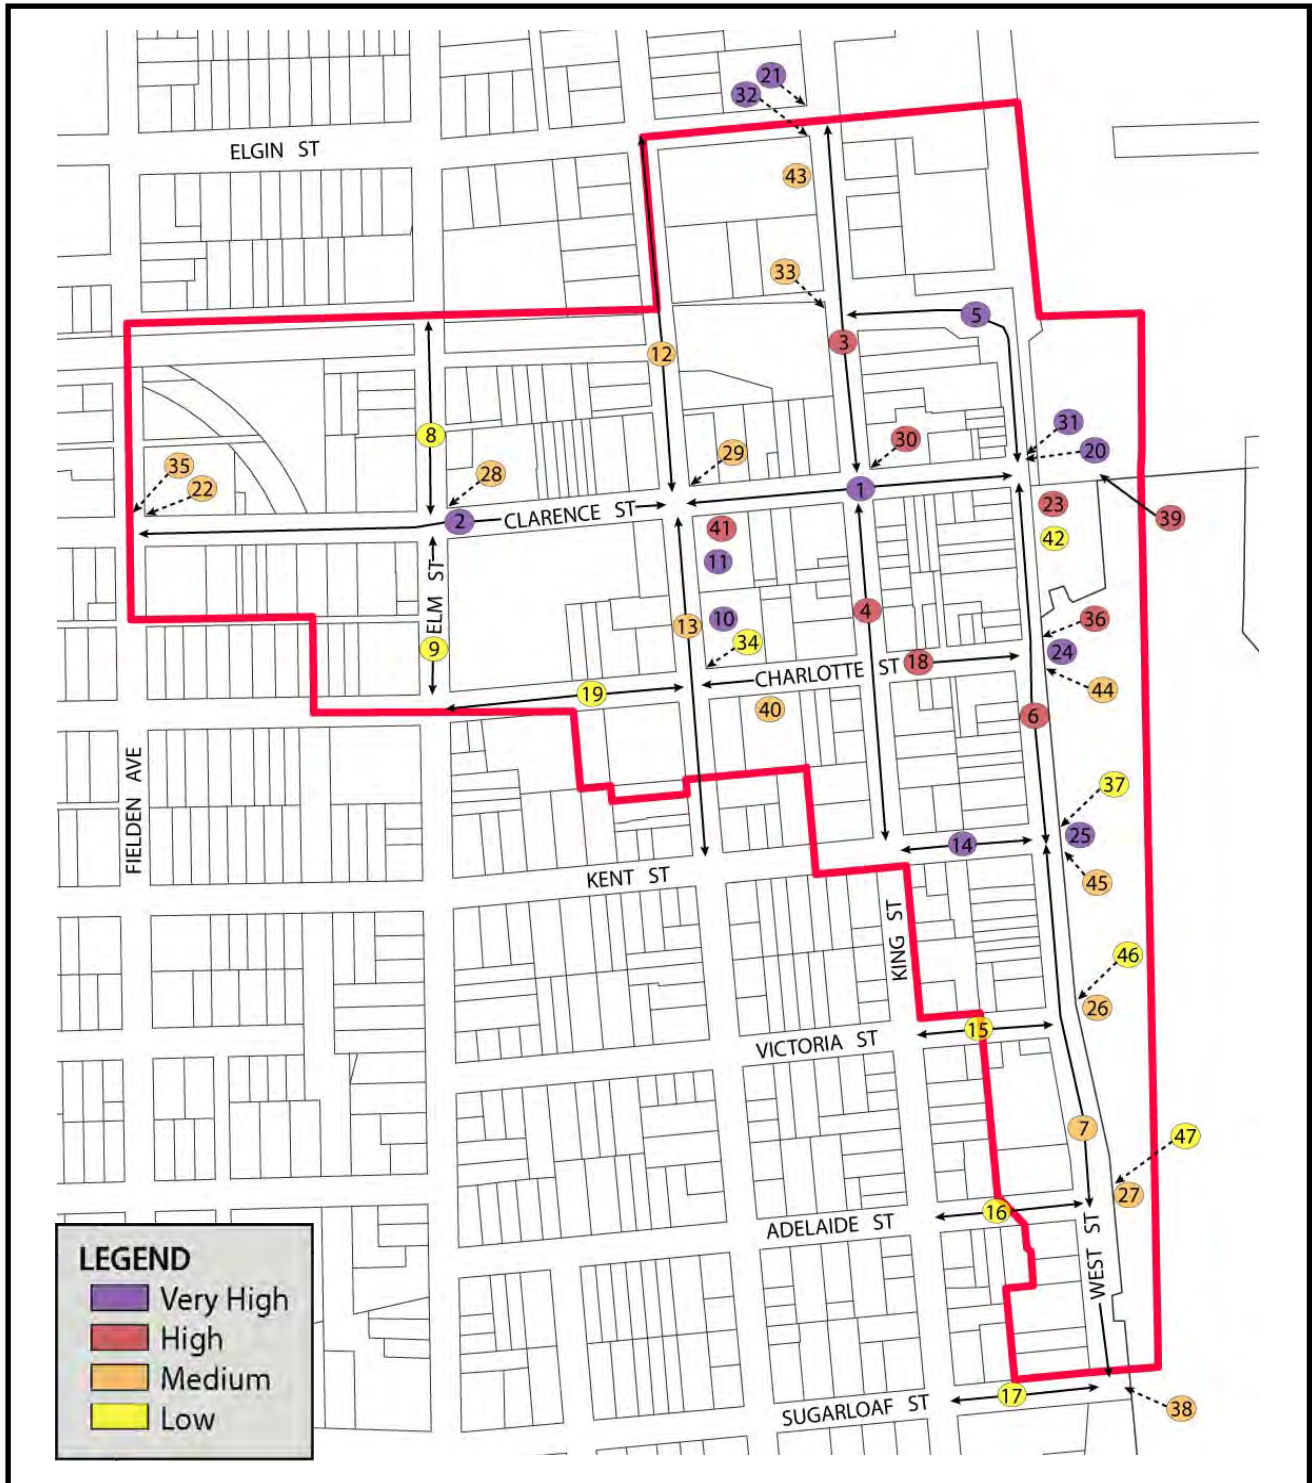 21
32
ELGIN ST
43
33
5
3
12
8
31
30
20
29
35
28
22
1
23
39
2
CLARENCE ST
41
42
11
ELM ST
4
36
10
13
34
9
24
18
CHARLOTTE ST
44
19
40
6
FIELDEN AVE
37
25
14
45
KENT ST
KING ST
46
26
15
VICTORIA ST
7
47
27
16
ADELAIDE ST
WEST ST
17
SUGARLOAF ST
38
LEGEND
Very High
High
Medium
Low